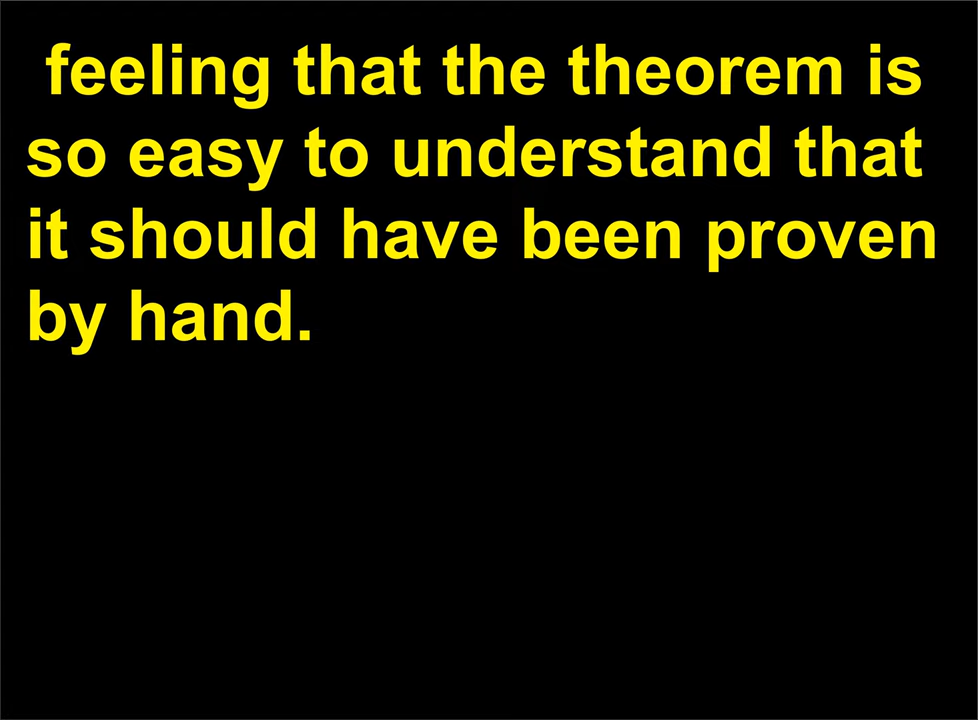 feeling that the theorem is
so easy to understand that
it should have been proven
by hand.